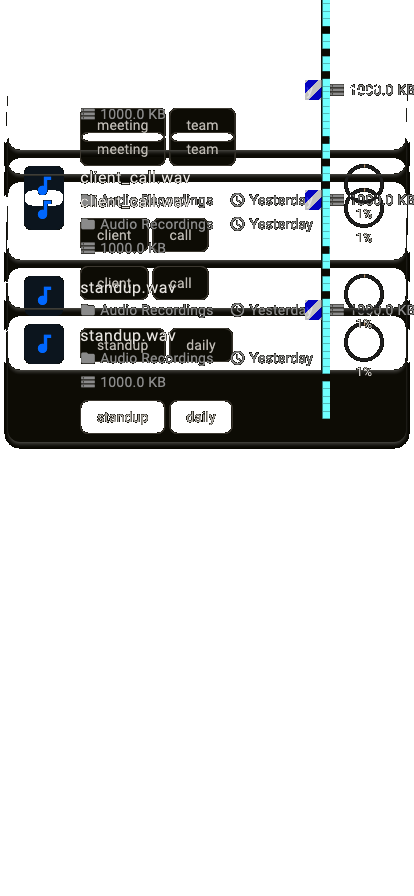 1000.0 KB
1000.0 KB
meeting team
meeting team
client_call.wav
client_call.wav
1%
Audio Recordings Yesterday 1000.0 KB
Audio Recordings Yesterday
client call
1%
1000.0 KB
client call
standup.wav
Audio Recordings Yesterday 1000.0 KB
1%
standup.wav
standup daily
Audio Recordings Yesterday
1%
1000.0 KB
standup daily